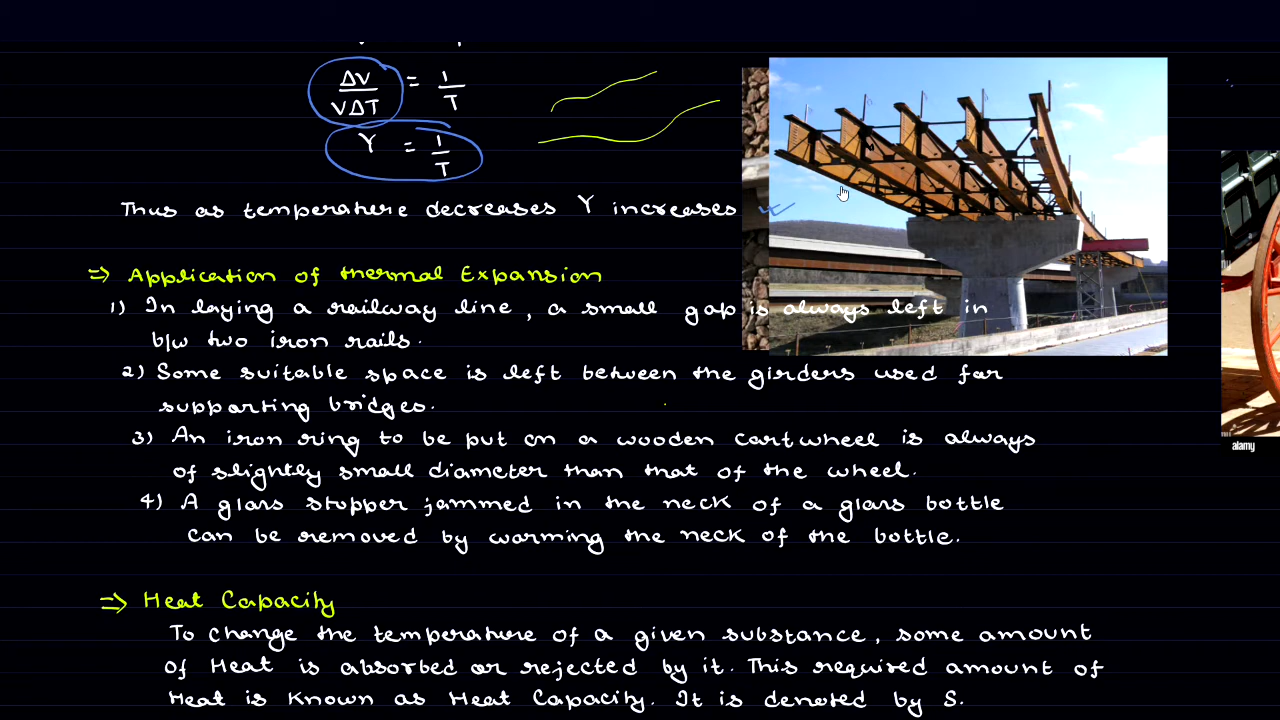 ΔV/VΔT = 1/T
γ = 1/T
Thus as temperature decreases γ increases
⇒ Application of thermal Expansion
1) In laying a railway line, a small gap is always left in
b/w two iron rails.
2) Some suitable space is left between the girders used for
supporting bridges.
3) An iron ring to be put on a wooden cartwheel is always
of slightly small diameter than that of the wheel.
4) A glass stopper jammed in the neck of a glass bottle
can be removed by warming the neck of the bottle.
⇒ Heat Capacity
To change the temperature of a given substance, some amount
of Heat is absorbed or rejected by it. This required amount of
Heat is known as Heat Capacity. It is denoted by S.
alamy